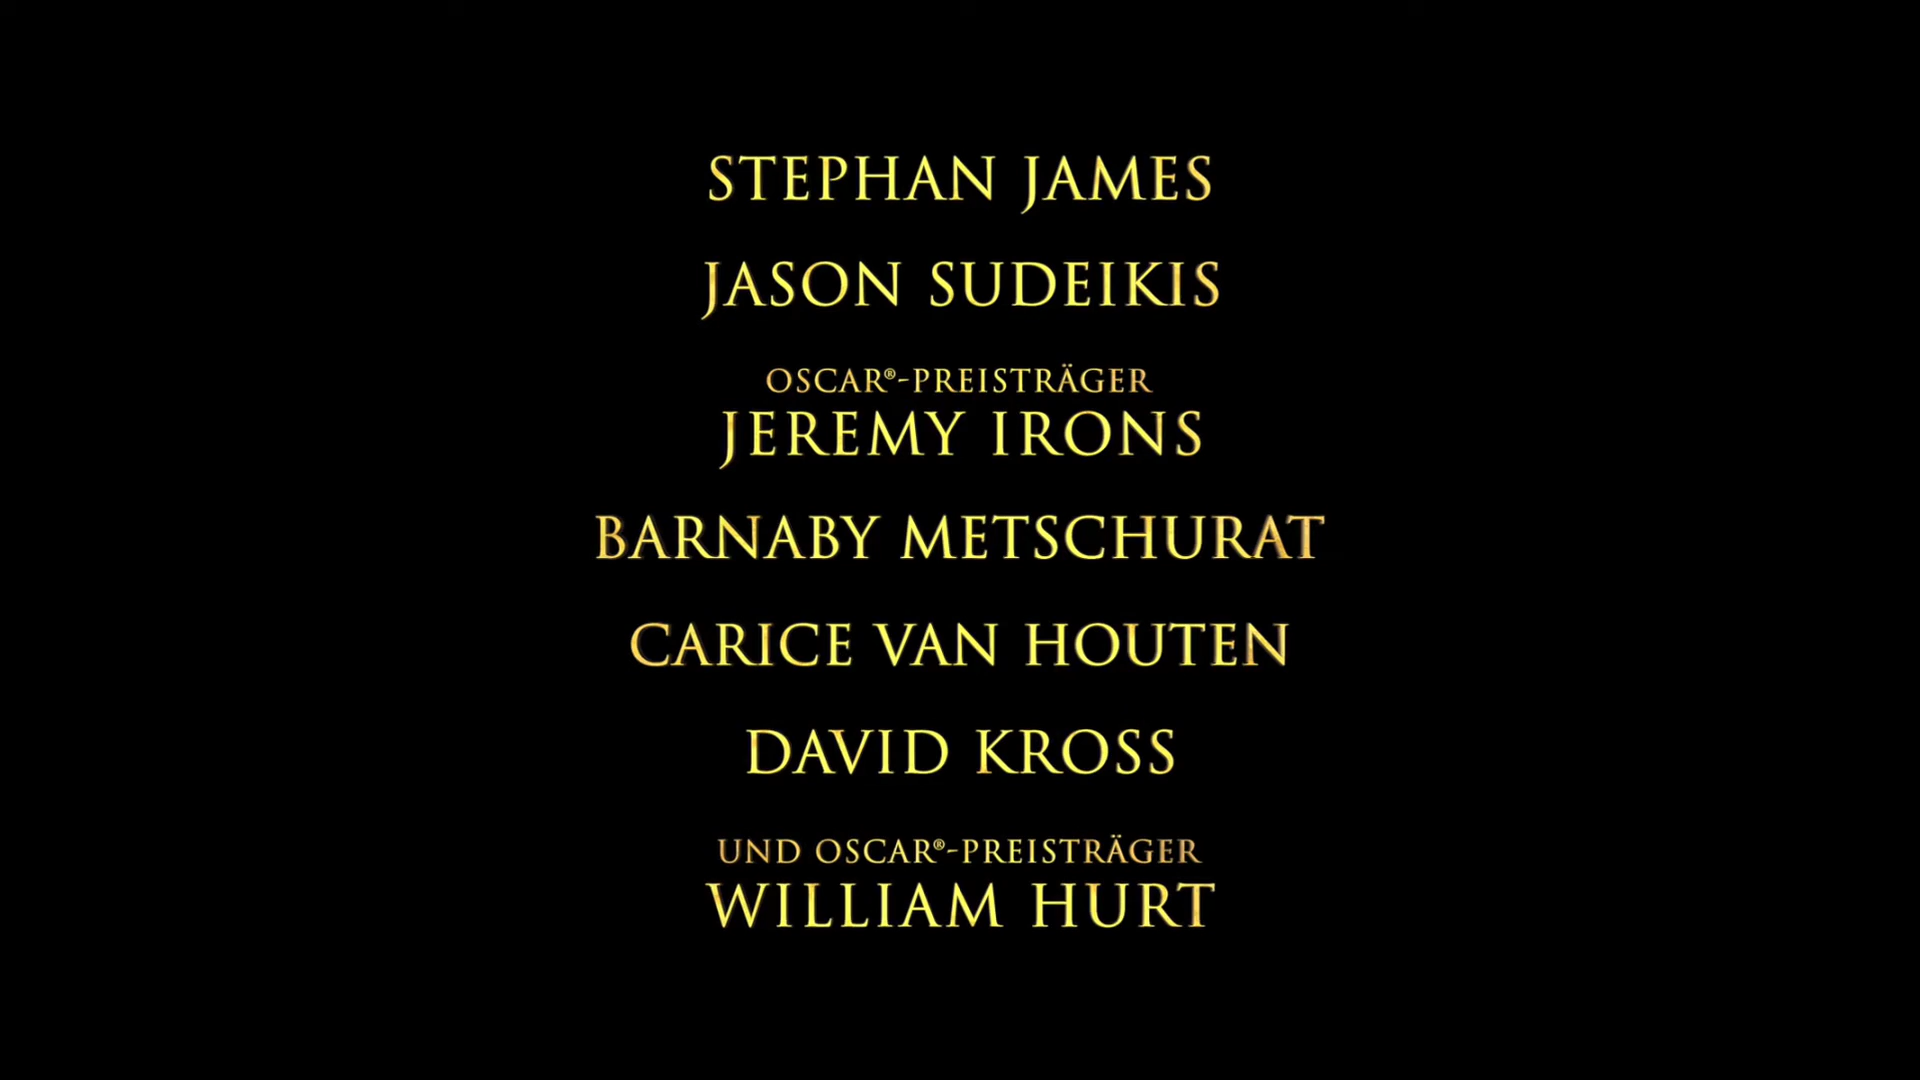 STEPHAN JAMES
JASON SUDEIKIS
OSCAR®-PREISTRÄGER
JEREMY IRONS
BARNABY METSCHURAT
CARICE VAN HOUTEN
DAVID KROSS
UND OSCAR®-PREISTRÄGER
WILLIAM HURT